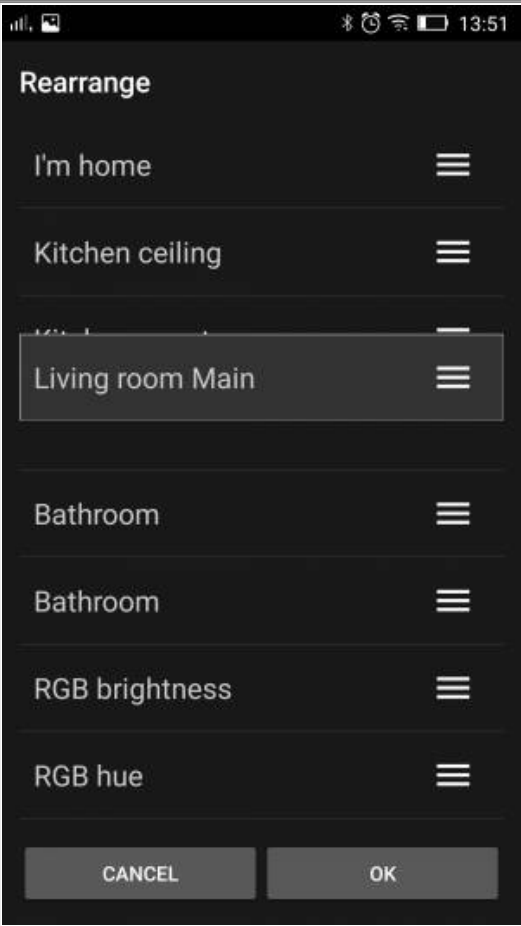 13:51
Rearrange
I'm home
Kitchen ceiling
Living room Main
Bathroom
Bathroom
RGB brightness
RGB hue
CANCEL
OK